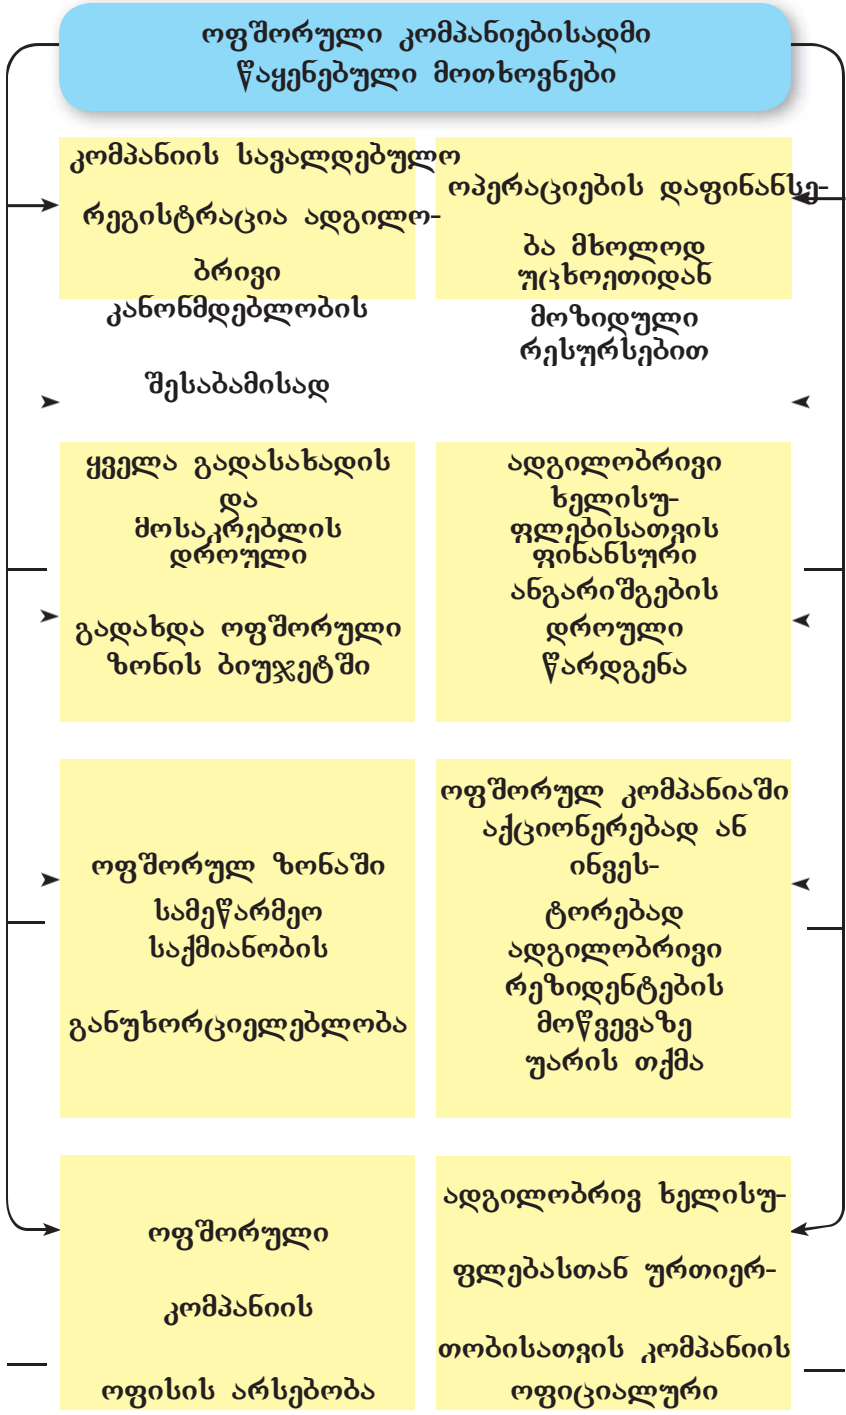 ოფშორული კომპანიებისადმი
წაყენებული მოთხოვნები
კომპანიის სავალდებულო
რეგისტრაცია ადგილო-
ბრივი
კანონმდებლობის
შესაბამისად
ოპერაციების დაფინანსე-
ბა მხოლოდ
უცხოეთიდან
მოზიდული
რესურსებით
ყველა გადასახადის
და
მოსაკრებლის
დროული
გადახდა ოფშორული
ზონის ბიუჯეტში
ადგილობრივი
ხელისუ-
ფლებისათვის
ფინანსური
ანგარიშგების
დროული
წარდგენა
ოფშორულ ზონაში
სამეწარმეო
საქმიანობის
განუხორციელებლობა
ოფშორულ კომპანიაში
აქციონერებად ან
ინვეს-
ტორებად
ადგილობრივი
რეზიდენტების
მოწვევაზე
უარის თქმა
ოფშორული
კომპანიის
ოფისის არსებობა
ადგილობრივ ხელისუ-
ფლებასთან ურთიერ-
თობისათვის კომპანიის
ოფიციალური